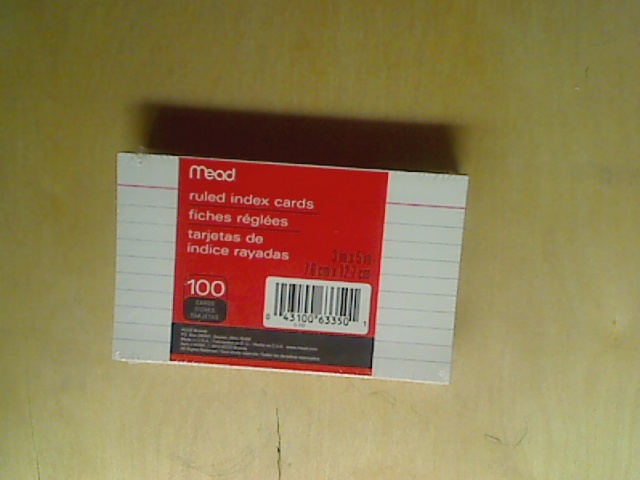 Mead
ruled index cards
fiches réglées
tarjetas de
índice rayadas
3 in x 5 in
7.6 cm x 12.7 cm
100
CARDS
FICHES
TARJETAS
0 43100 63350 1